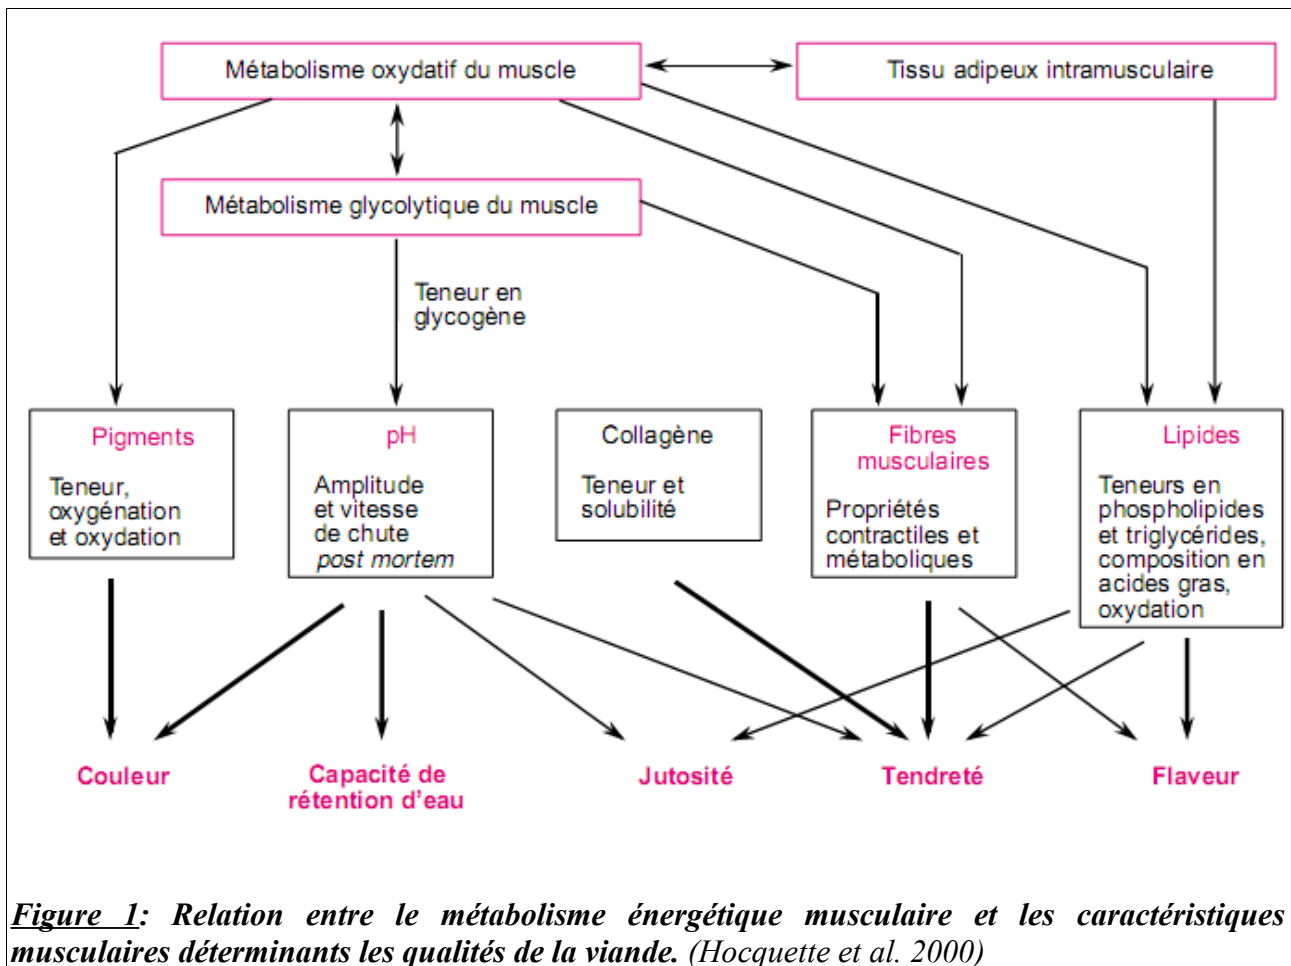 Métabolisme oxydatif du muscle
Tissu adipeux intramusculaire
Métabolisme glycolytique du muscle
Teneur en
glycogène
Pigments
Teneur,
oxygénation
et oxydation
pH
Amplitude
et vitesse
de chute
post mortem
Collagène
Teneur et
solubilité
Fibres
musculaires
Propriétés
contractiles et
métaboliques
Lipides
Teneurs en
phospholipides
et triglycérides,
composition en
acides gras,
oxydation
Couleur
Capacité de
rétention d'eau
Jutosité
Tendreté
Flaveur
Figure 1: Relation entre le métabolisme énergétique musculaire et les caractéristiques
musculaires déterminants les qualités de la viande. (Hocquette et al. 2000)